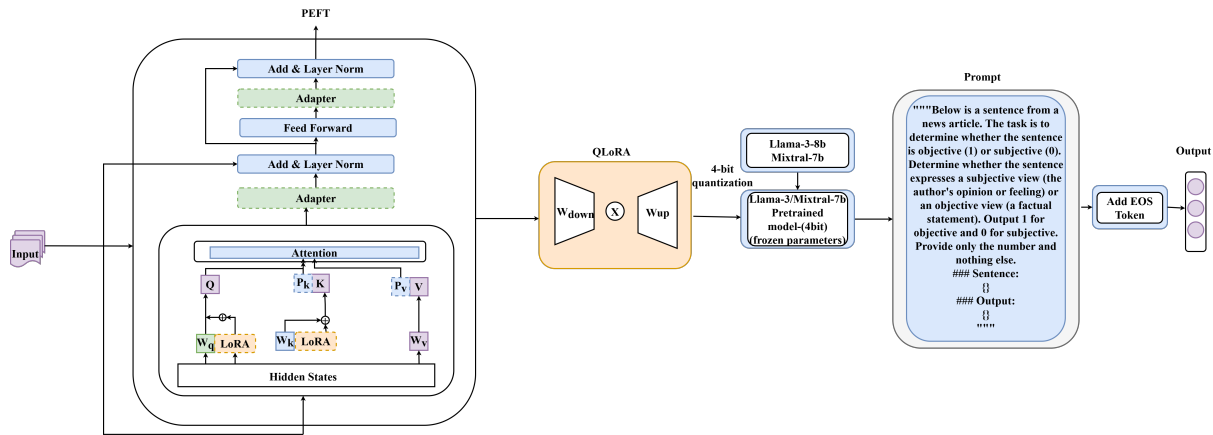 PEFT
Add & Layer Norm
Adapter
Feed Forward
Add & Layer Norm
Adapter
Attention
Q
Pk
K
Pv
V
Wq
LoRA
Wk
LoRA
Wv
Hidden States
Input
QLoRA
Wdown
X
Wup
4-bit
quantization
Llama-3-8b
Mixtral-7b
Llama-3/Mixtral-7b
Pretrained
model-(4bit)
(frozen parameters)
Prompt
"""Below is a sentence from a
news article. The task is to
determine whether the sentence
is objective (1) or subjective (0).
Determine whether the sentence
expresses a subjective view (the
author's opinion or feeling) or
an objective view (a factual
statement). Output 1 for
objective and 0 for subjective.
Provide only the number and
nothing else.
### Sentence:
{}
### Output:
{}
"""
Add EOS
Token
Output